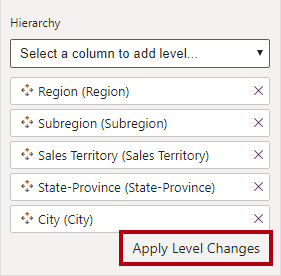 Hierarchy
Select a column to add level...
Region (Region)
Subregion (Subregion)
Sales Territory (Sales Territory)
State-Province (State-Province)
City (City)
Apply Level Changes